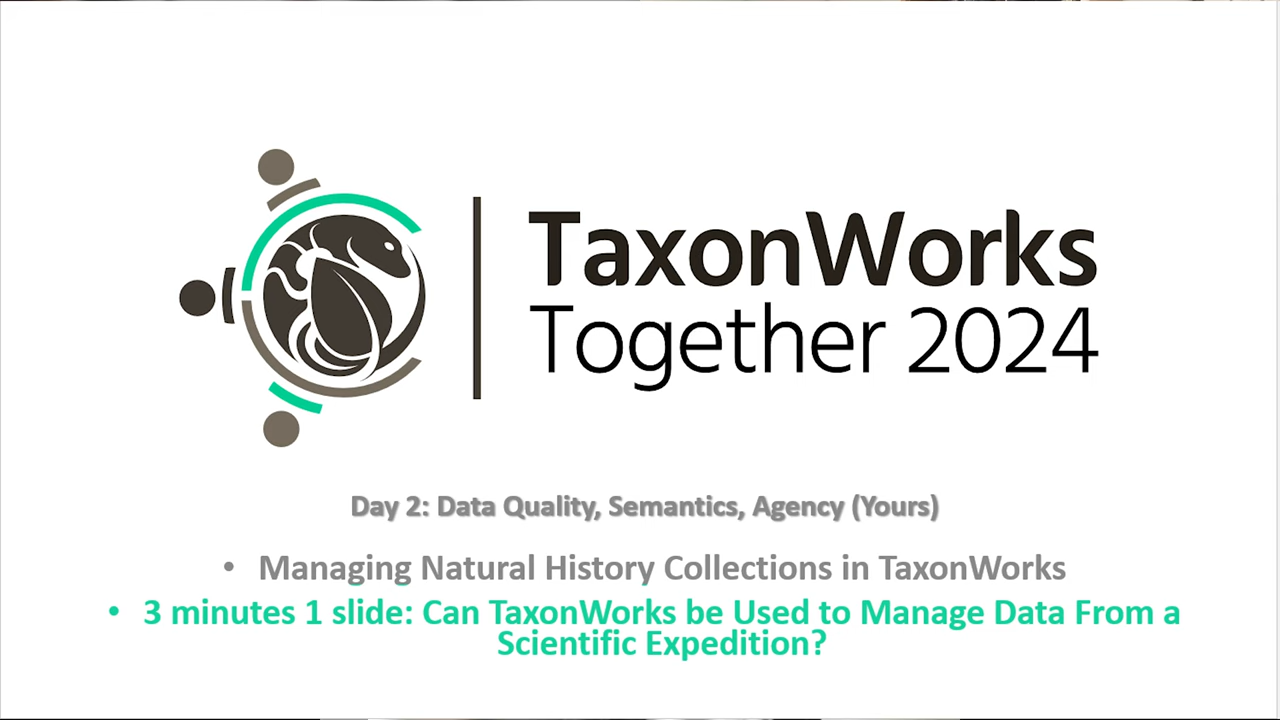 TaxonWorks
Together 2024
Day 2: Data Quality, Semantics, Agency (Yours)
• Managing Natural History Collections in TaxonWorks
• 3 minutes 1 slide: Can TaxonWorks be Used to Manage Data From a
Scientific Expedition?